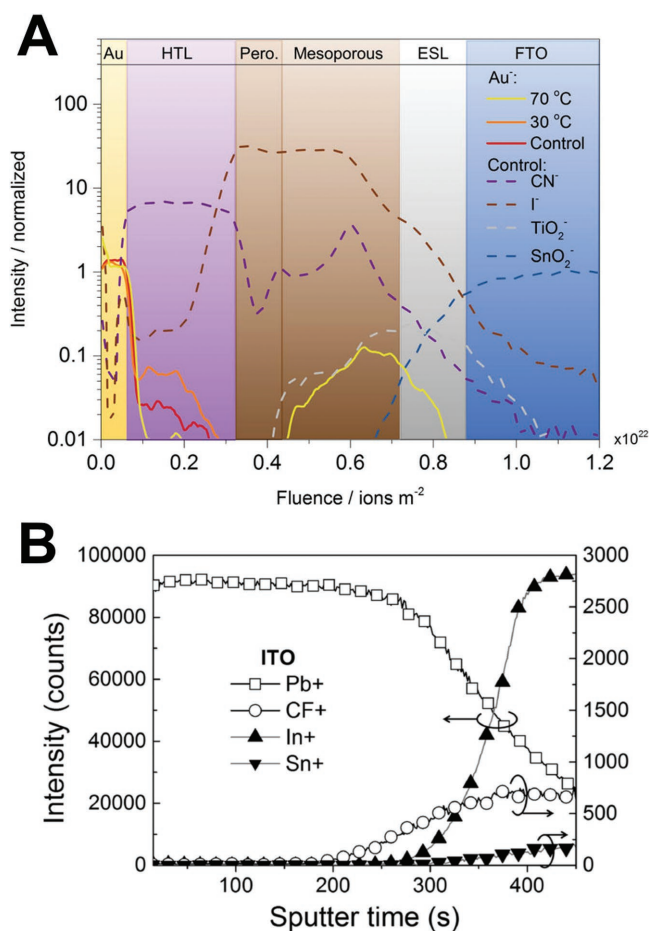 A
Au HTL Pero. Mesoporous ESL FTO
Au⁻:
70 °C
30 °C
Control
Control:
CN⁻
I⁻
TiO₂⁻
SnO₂⁻
Intensity / normalized
100
10
1
0.1
0.01
0.0 0.2 0.4 0.6 0.8 1.0 1.2
x10²²
Fluence / ions m⁻²
B
Intensity (counts)
100000
80000
60000
40000
20000
0
3000
2500
2000
1500
1000
500
0
ITO
Pb+
CF+
In+
Sn+
100 200 300 400
Sputter time (s)